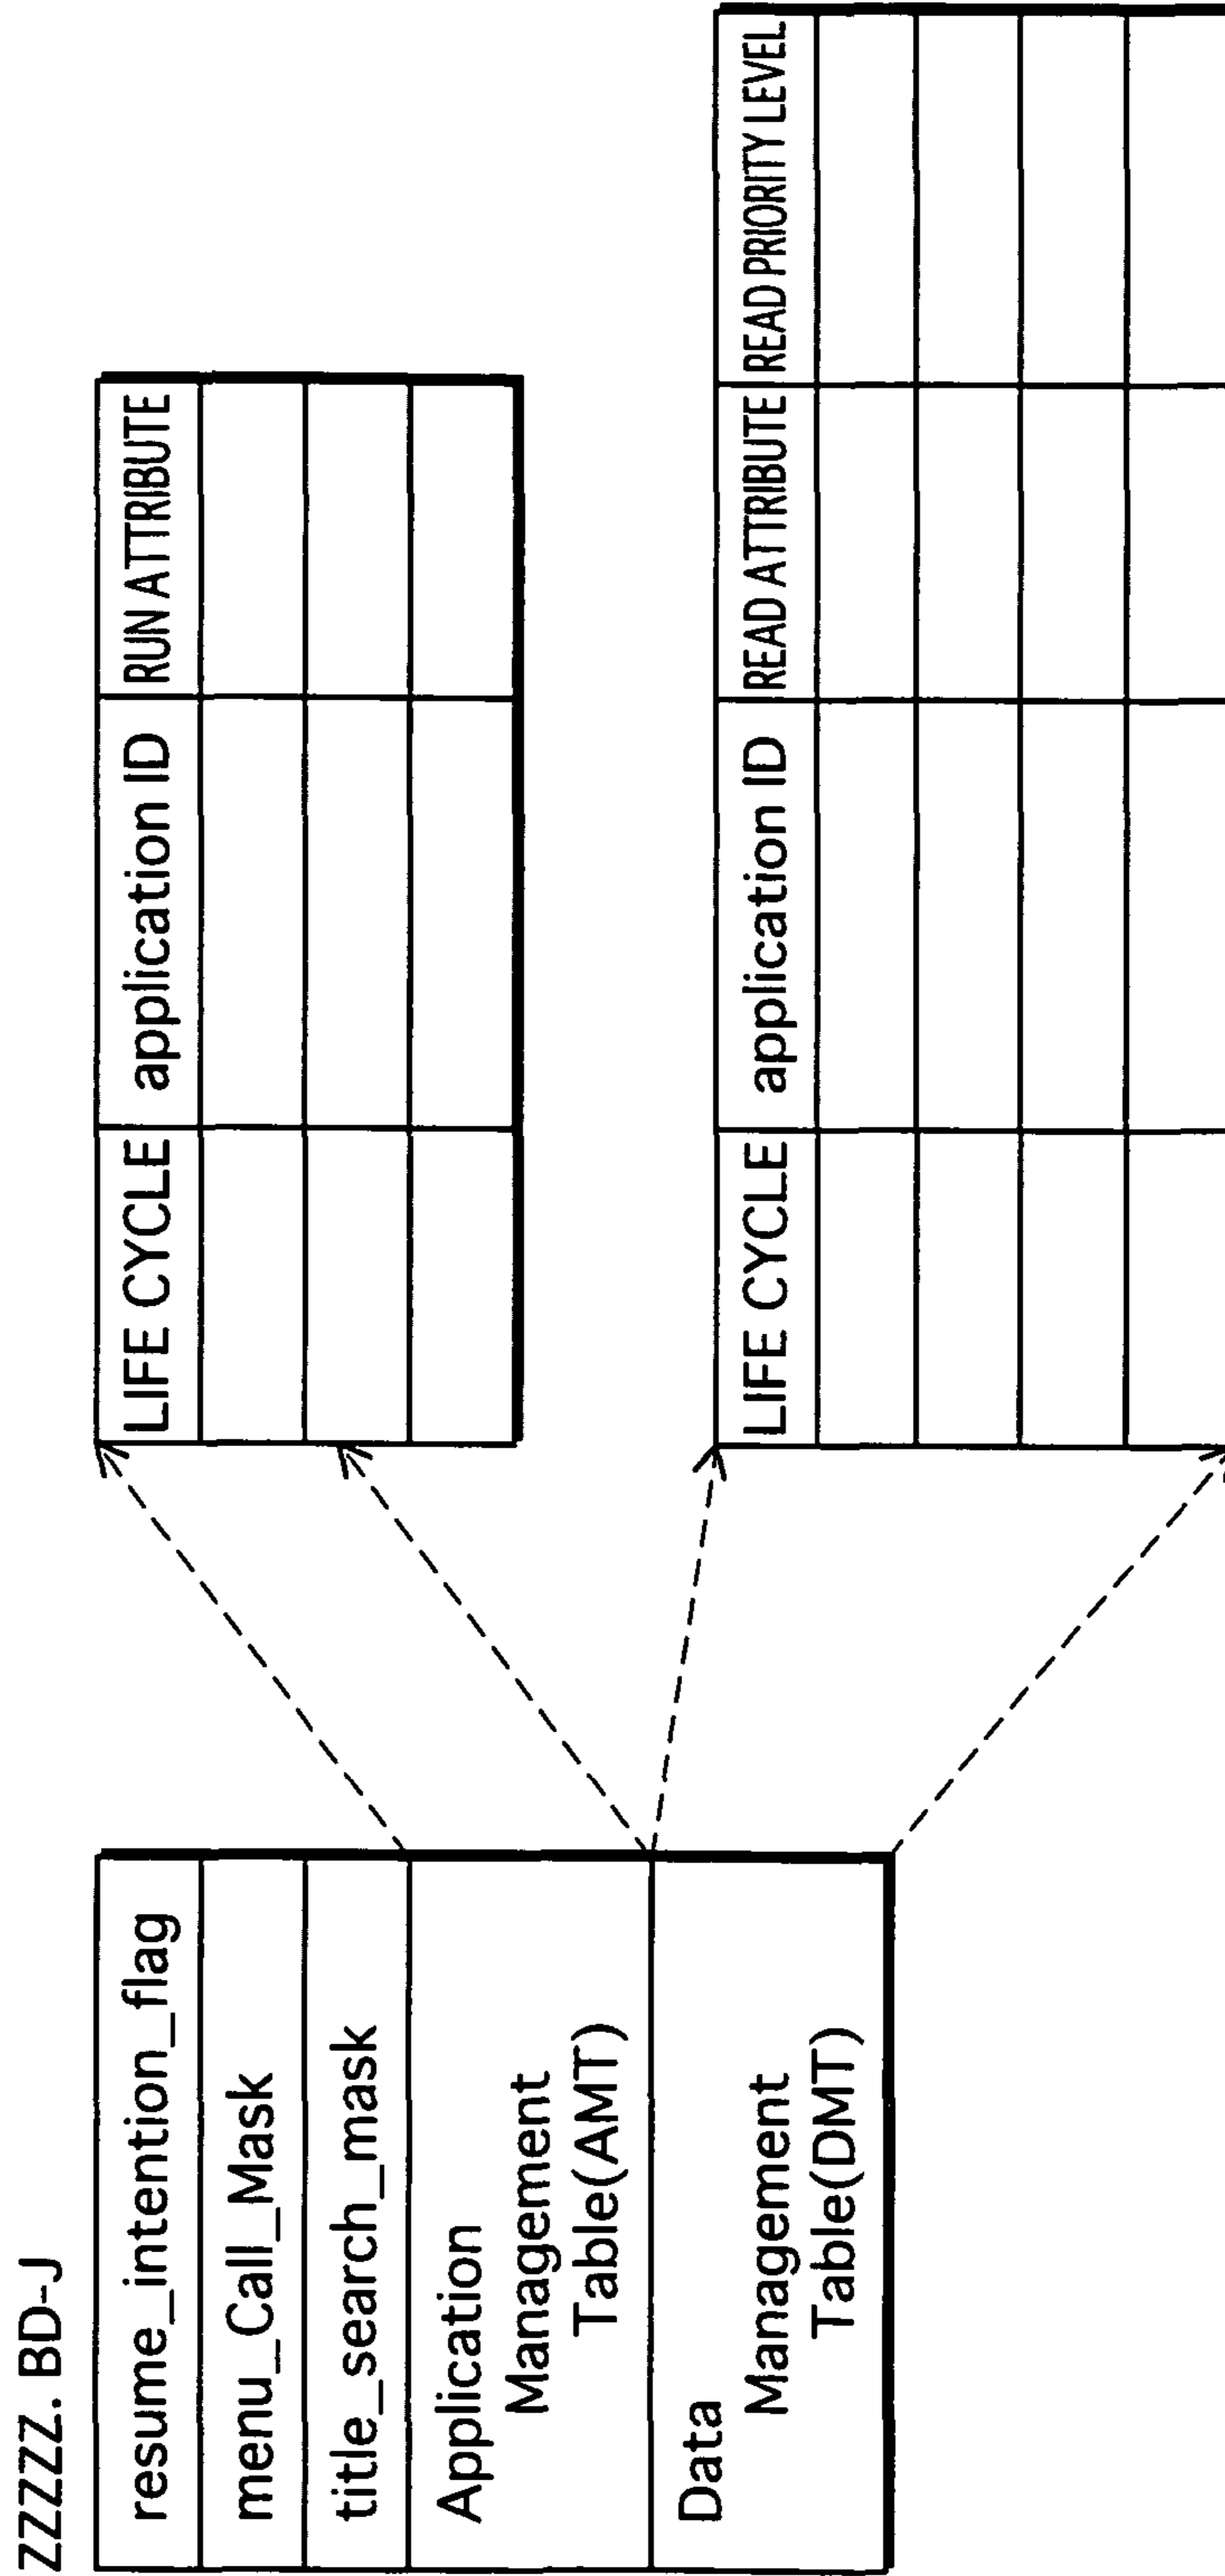 ZZZZZ. BD-J
resume_intention_flag
menu_Call_Mask
title_search_mask
Application
Management
Table(AMT)
Data
Management
Table(DMT)
LIFE CYCLE application ID RUN ATTRIBUTE
LIFE CYCLE application ID READ ATTRIBUTE READ PRIORITY LEVEL